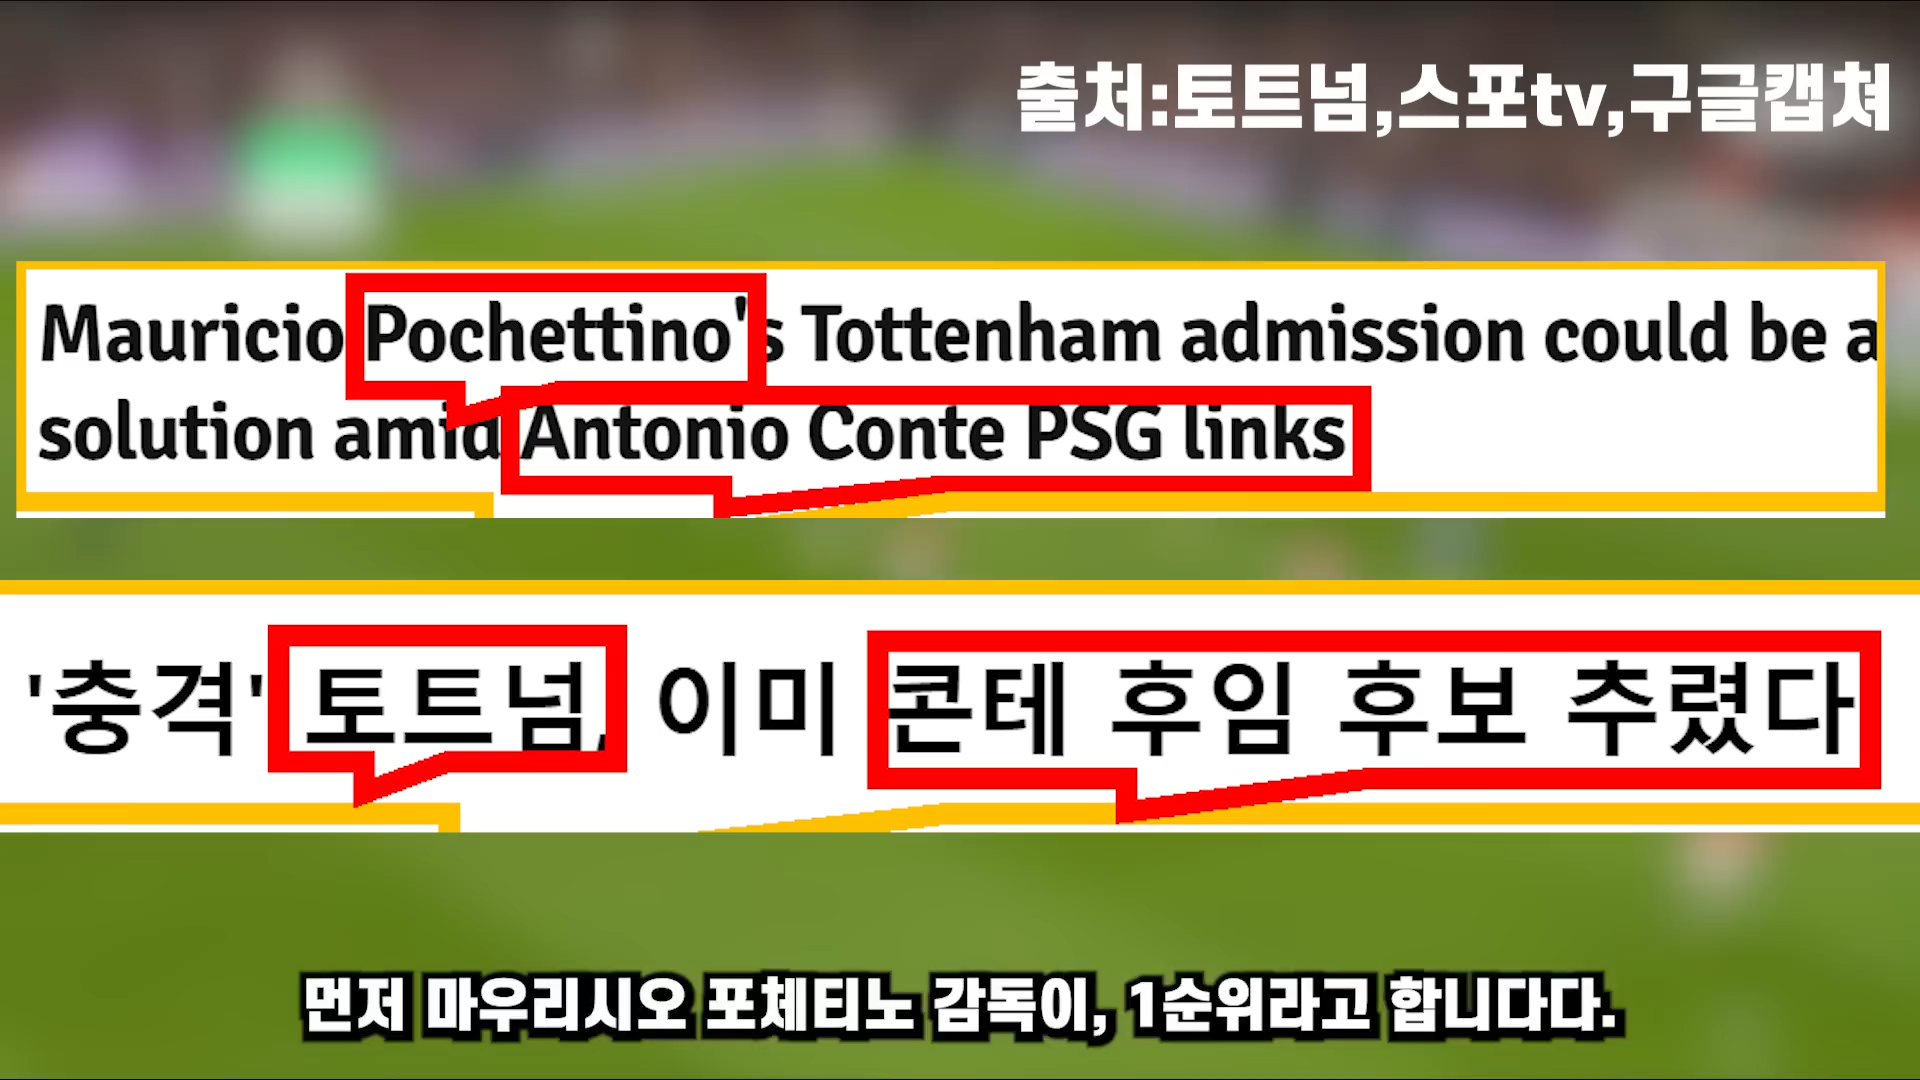 출처:토트넘,스포tv,구글캡쳐
Mauricio Pochettino's Tottenham admission could be a
solution amid Antonio Conte PSG links
'충격' 토트넘, 이미 콘테 후임 후보 추렸다
먼저 마우리시오 포체티노 감독이, 1순위라고 합니다다.